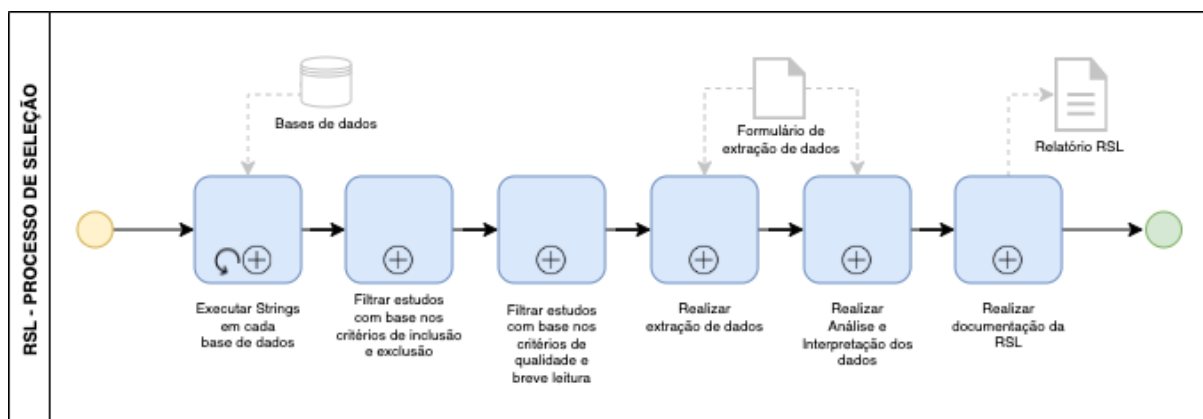 RSL - PROCESSO DE SELEÇÃO
Bases de dados
Formulário de
extração de dados
Relatório RSL
Executar Strings
em cada
base de dados
Filtrar estudos
com base nos
critérios de inclusão
e exclusão
Filtrar estudos
com base nos
critérios de
qualidade e
breve leitura
Realizar
extração de dados
Realizar
Análise e
Interpretação dos
dados
Realizar
documentação da
RSL